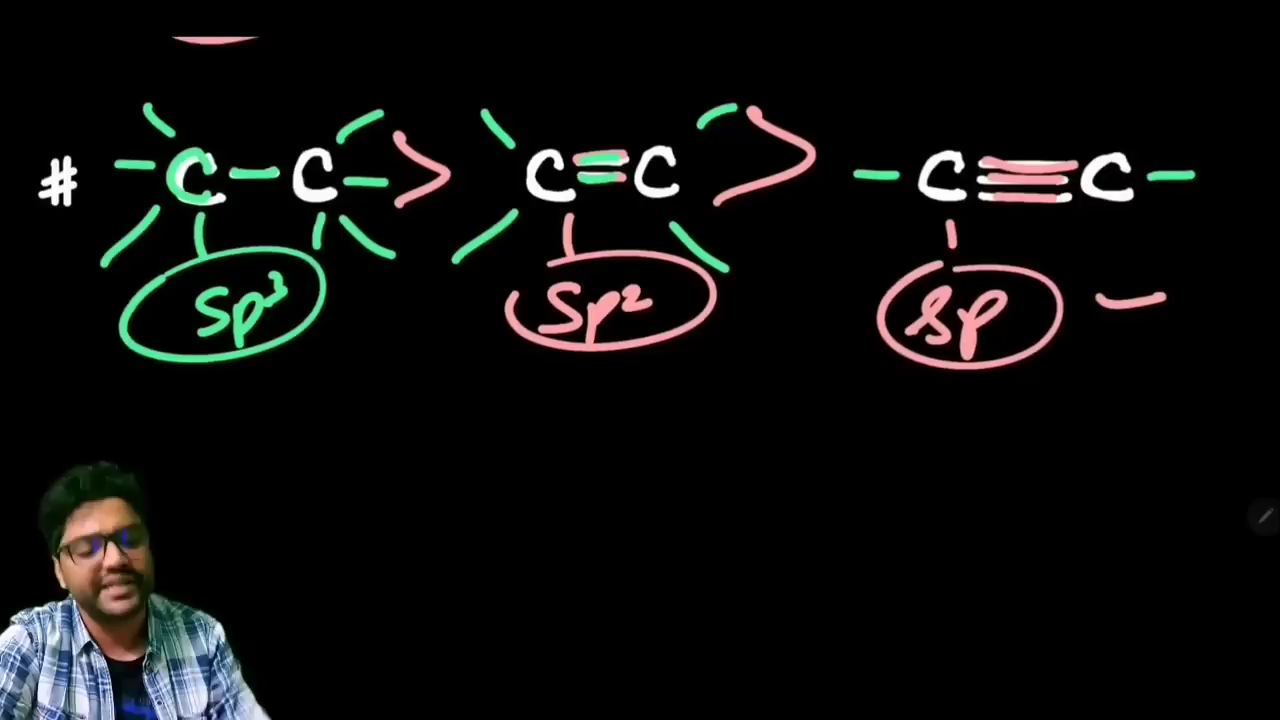 # C - C > C = C > C ≡ C
Sp³ Sp² Sp